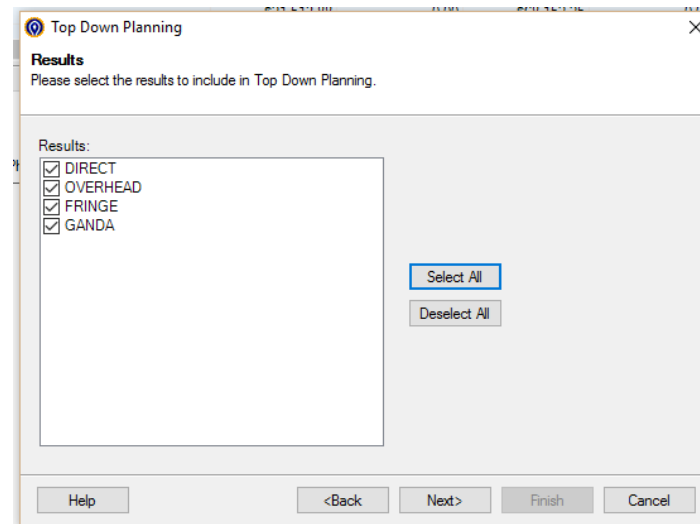 Top Down Planning
Results
Please select the results to include in Top Down Planning.
Results:
DIRECT
OVERHEAD
FRINGE
GANDA
Select All
Deselect All
Help
<Back
Next>
Finish
Cancel